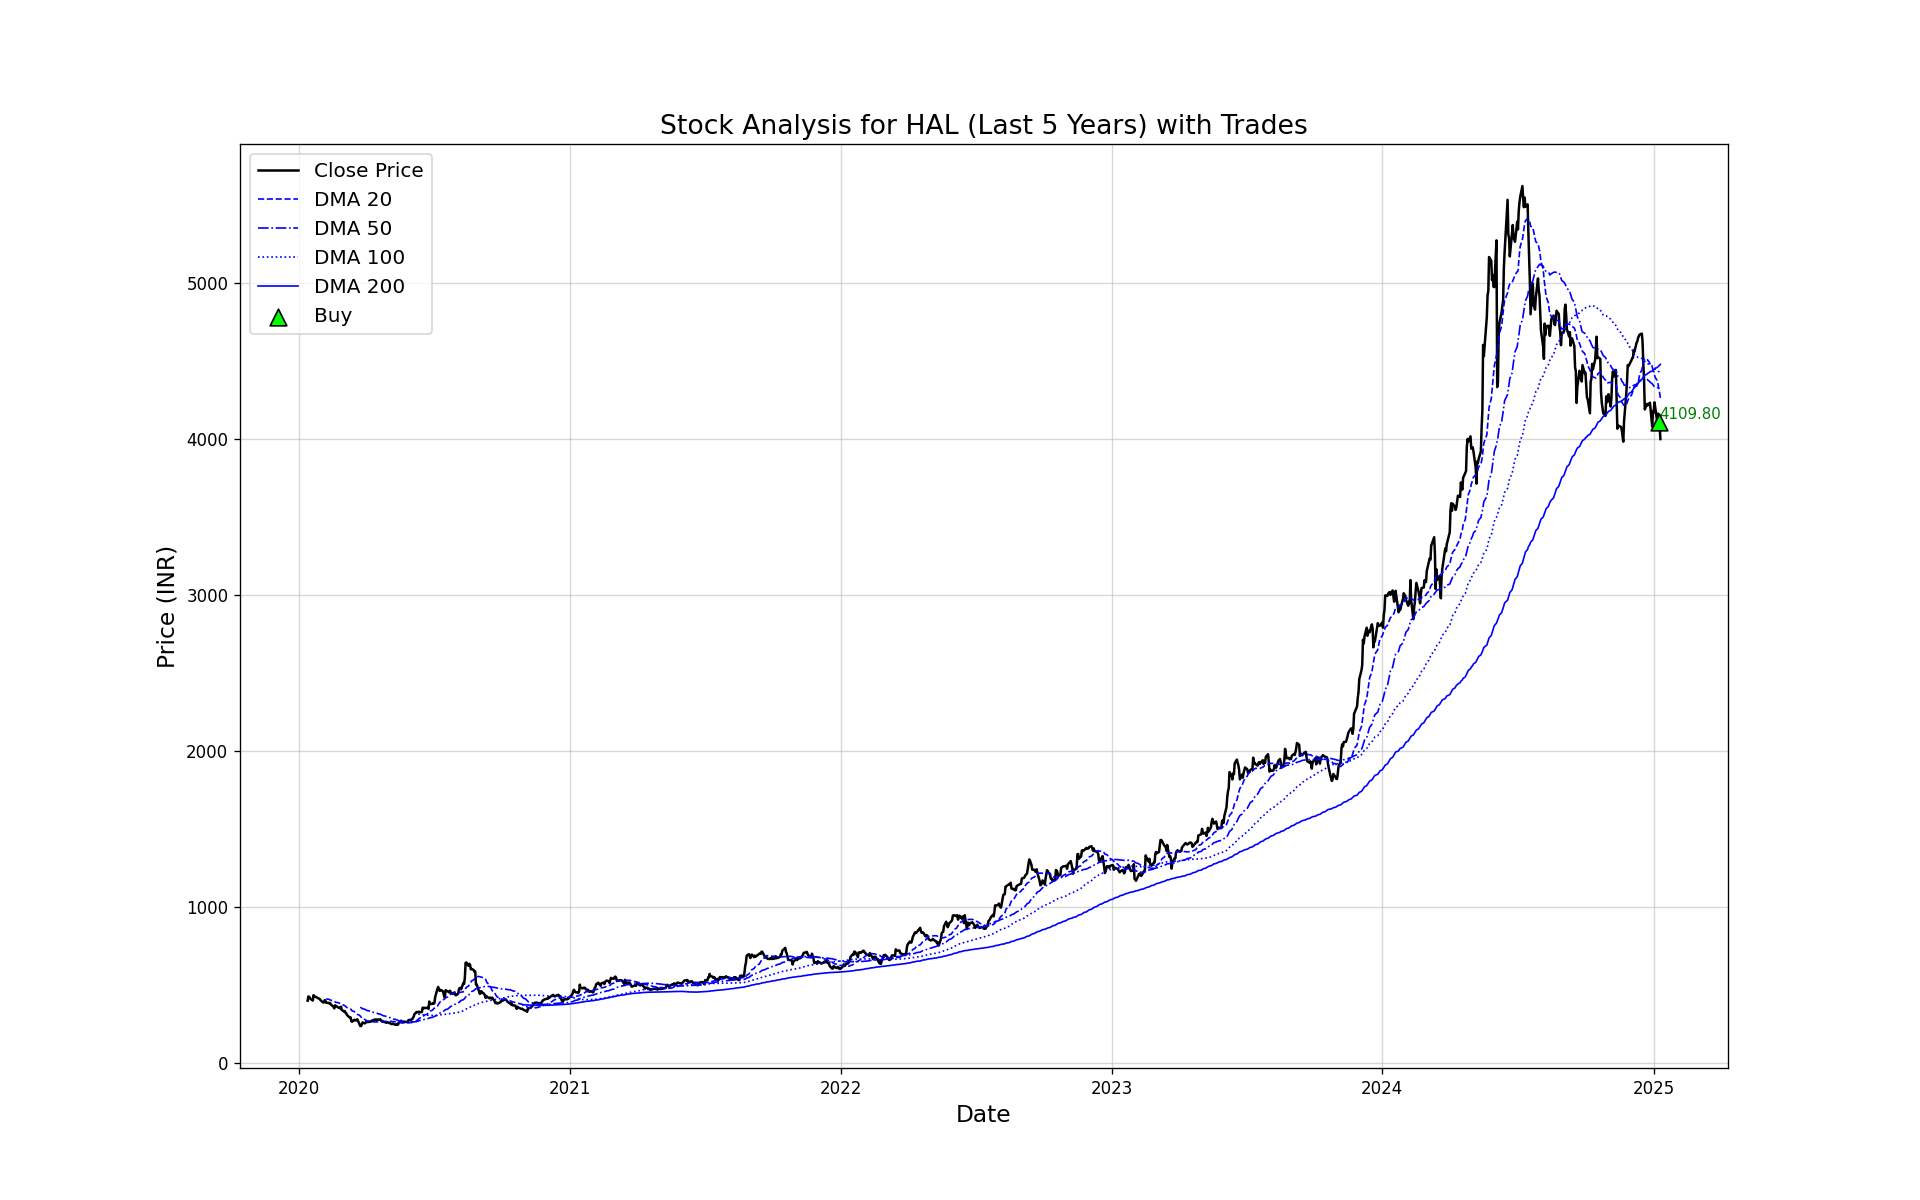 Stock Analysis for HAL (Last 5 Years) with Trades
Close Price
DMA 20
DMA 50
DMA 100
DMA 200
Buy
5000
4000
3000
2000
1000
0
Price (INR)
4109.80
2020
2021
2022
2023
2024
2025
Date